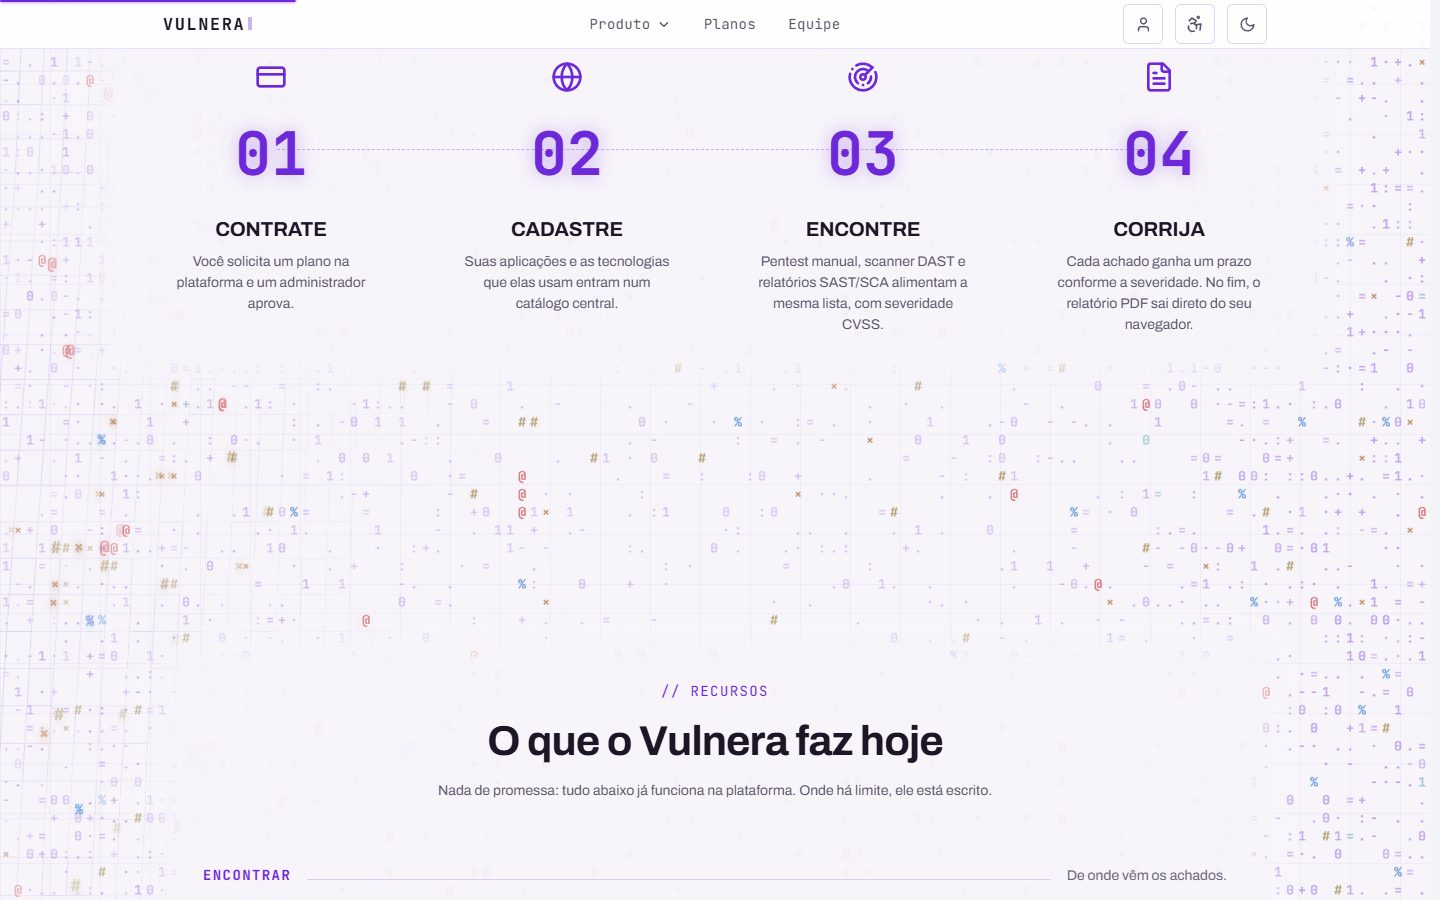 VULNERA
Produto
Planos
Equipe
01
02
03
04
CONTRATE
CADASTRE
ENCONTRE
CORRIJA
Você solicita um plano na
plataforma e um administrador
aprova.
Suas aplicações e as tecnologias
que elas usam entram num
catálogo central.
Pentest manual, scanner DAST e
relatórios SAST/SCA alimentam a
mesma lista, com severidade
CVSS.
Cada achado ganha um prazo
conforme a severidade. No fim, o
relatório PDF sai direto do seu
navegador.
// RECURSOS
O que o Vulnera faz hoje
Nada de promessa: tudo abaixo já funciona na plataforma. Onde há limite, ele está escrito.
ENCONTRAR
De onde vêm os achados.